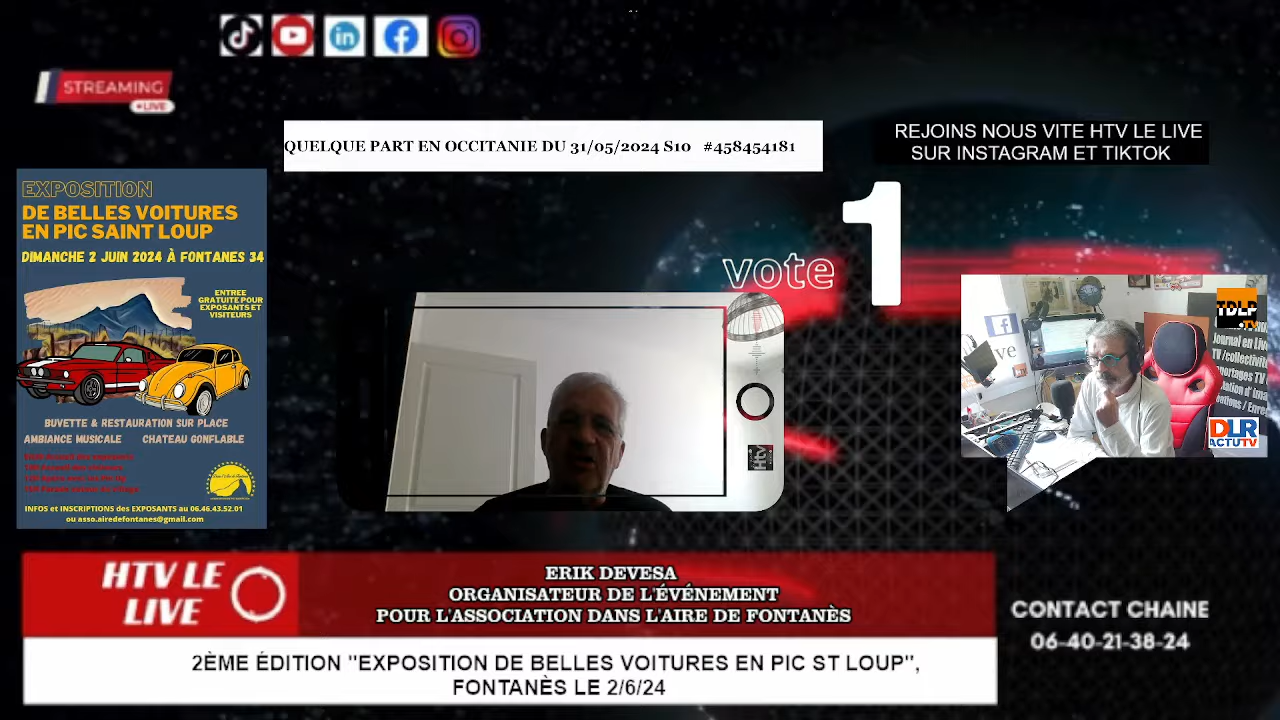 STREAMING
LIVE
QUELQUE PART EN OCCITANIE DU 31/05/2024 S10 #458454181
REJOINS NOUS VITE HTV LE LIVE
SUR INSTAGRAM ET TIKTOK
EXPOSITION
DE BELLES VOITURES
EN PIC SAINT LOUP
DIMANCHE 2 JUIN 2024 À FONTANES 34
ENTREE
GRATUITE POUR
EXPOSANTS ET
VISITEURS
BUVETTE & RESTAURATION SUR PLACE
AMBIANCE MUSICALE CHATEAU GONFLABLE
INFOS et INSCRIPTIONS des EXPOSANTS au 06.46.43.52.01
ou asso.airedefontanes@gmail.com
vote
1
Htv
TDLP
.TV
Journal en Live
DLR
ACTUTV
HTV LE
LIVE
ERIK DEVESA
ORGANISATEUR DE L'ÉVÉNEMENT
POUR L'ASSOCIATION DANS L'AIRE DE FONTANÈS
2ÈME ÉDITION "EXPOSITION DE BELLES VOITURES EN PIC ST LOUP",
FONTANÈS LE 2/6/24
CONTACT CHAINE
06-40-21-38-24